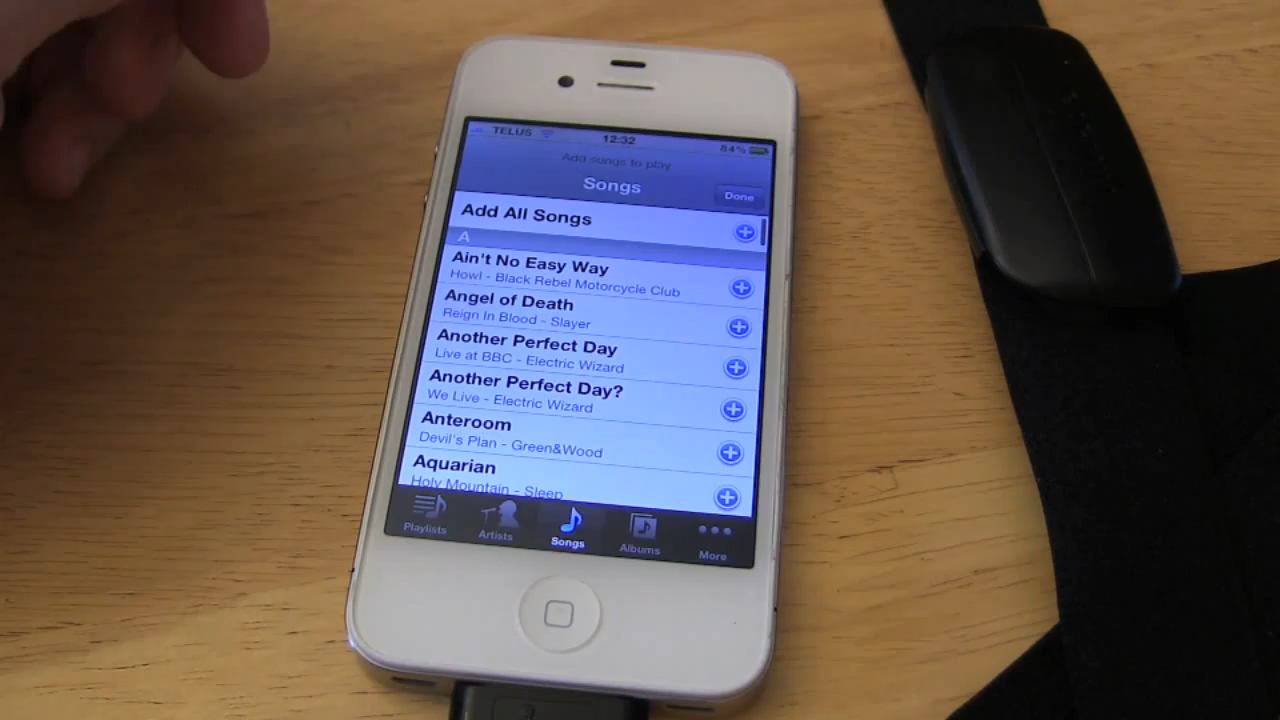 TELUS 12:32 84%
Add songs to play
Songs Done
Add All Songs
A
Ain't No Easy Way
Howl - Black Rebel Motorcycle Club
Angel of Death
Reign In Blood - Slayer
Another Perfect Day
Live at BBC - Electric Wizard
Another Perfect Day?
We Live - Electric Wizard
Anteroom
Devil's Plan - Green&Wood
Aquarian
Holy Mountain - Sleep
Playlists Artists Songs Albums More